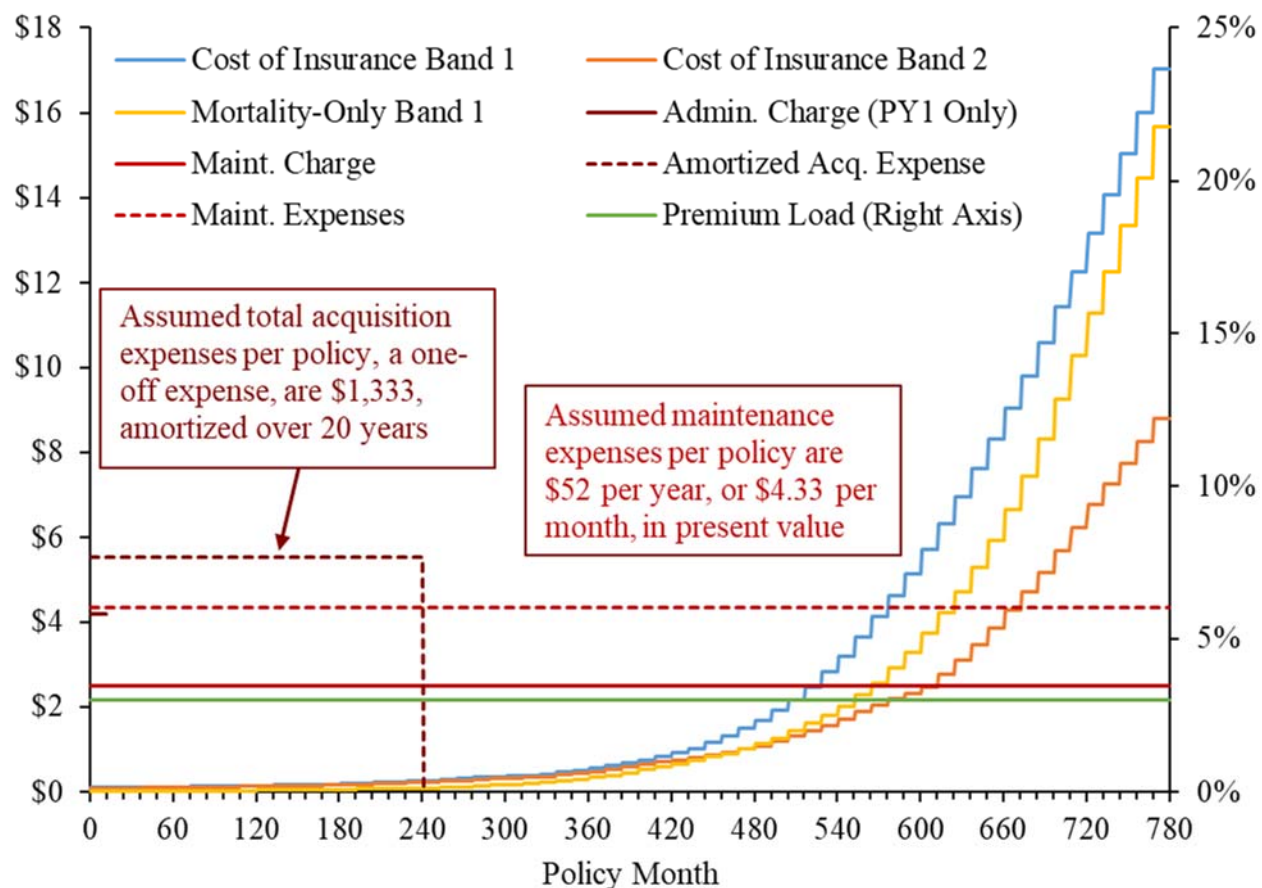 $18
$16
$14
$12
$10
$8
$6
$4
$2
$0
25%
20%
15%
10%
5%
0%
Cost of Insurance Band 1
Cost of Insurance Band 2
Mortality-Only Band 1
Admin. Charge (PY1 Only)
Maint. Charge
Amortized Acq. Expense
Maint. Expenses
Premium Load (Right Axis)
Assumed total acquisition
expenses per policy, a one-
off expense, are $1,333,
amortized over 20 years
Assumed maintenance
expenses per policy are
$52 per year, or $4.33 per
month, in present value
0 60 120 180 240 300 360 420 480 540 600 660 720 780
Policy Month